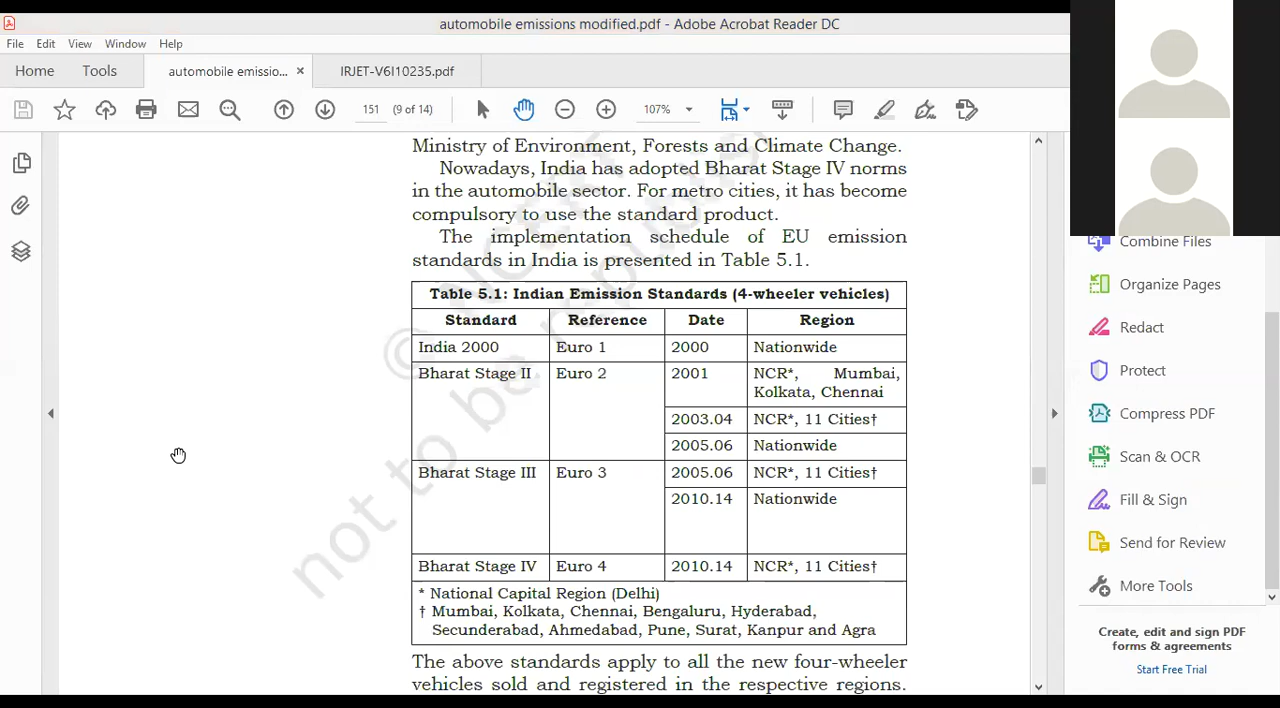 automobile emissions modified.pdf - Adobe Acrobat Reader DC
File Edit View Window Help
Home Tools automobile emissio... × IRJET-V6I10235.pdf
151 (9 of 14) 107%
Ministry of Environment, Forests and Climate Change.
Nowadays, India has adopted Bharat Stage IV norms
in the automobile sector. For metro cities, it has become
compulsory to use the standard product.
The implementation schedule of EU emission
standards in India is presented in Table 5.1.
Table 5.1: Indian Emission Standards (4-wheeler vehicles)
Standard Reference Date Region
India 2000 Euro 1 2000 Nationwide
Bharat Stage II Euro 2 2001 NCR*, Mumbai,
Kolkata, Chennai
2003.04 NCR*, 11 Cities†
2005.06 Nationwide
Bharat Stage III Euro 3 2005.06 NCR*, 11 Cities†
2010.14 Nationwide
Bharat Stage IV Euro 4 2010.14 NCR*, 11 Cities†
* National Capital Region (Delhi)
† Mumbai, Kolkata, Chennai, Bengaluru, Hyderabad,
Secunderabad, Ahmedabad, Pune, Surat, Kanpur and Agra
The above standards apply to all the new four-wheeler
vehicles sold and registered in the respective regions.
not to be
Combine Files
Organize Pages
Redact
Protect
Compress PDF
Scan & OCR
Fill & Sign
Send for Review
More Tools
Create, edit and sign PDF
forms & agreements
Start Free Trial